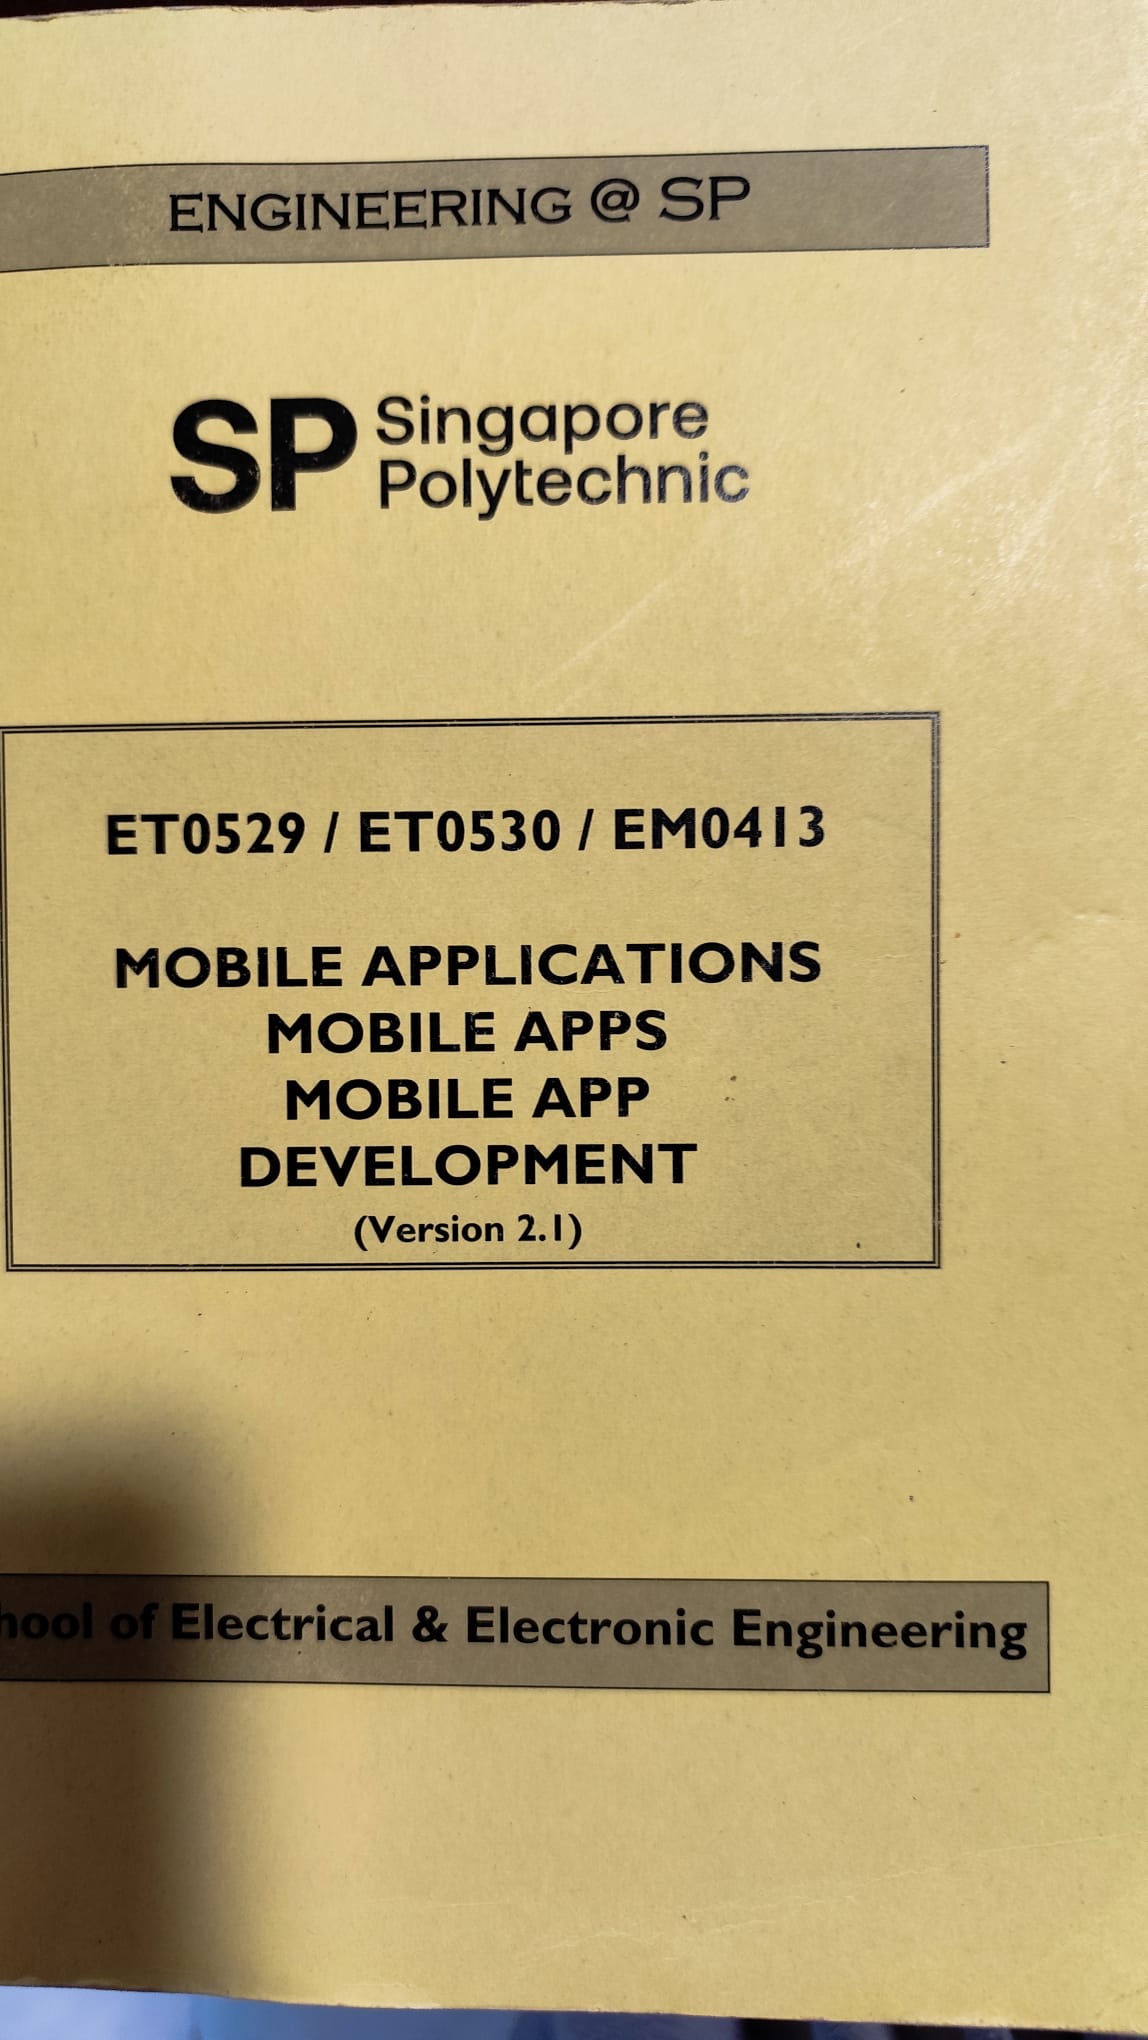 ENGINEERING @ SP
SP Singapore
Polytechnic
ET0529 / ET0530 / EM0413
MOBILE APPLICATIONS
MOBILE APPS
MOBILE APP
DEVELOPMENT
(Version 2.1)
hool of Electrical & Electronic Engineering